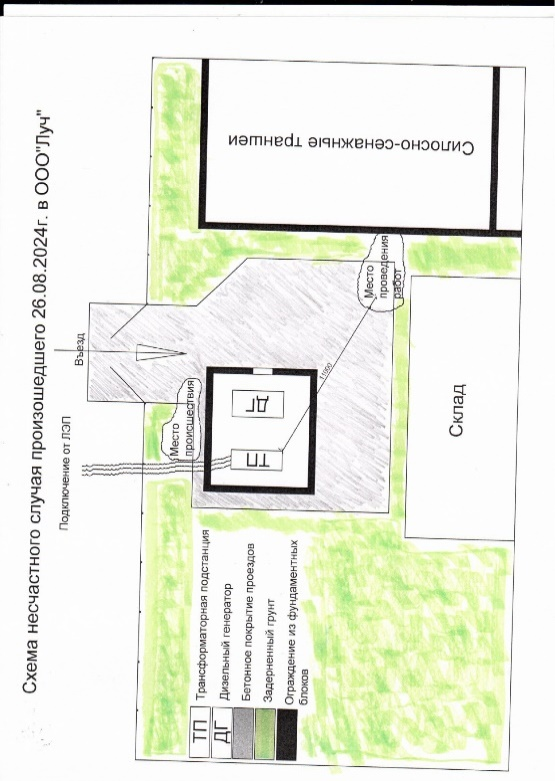 Схема несчастного случая произошедшего 26.08.2024г. в ООО"Луч"
Подключение от ЛЭП
Въезд
Место
происшествия
ТП
ДГ
11950
Место
проведения
работ
Силосно-сенажные траншеи
Склад
ТП
Трансформаторная подстанция
ДГ
Дизельный генератор
Бетонное покрытие проездов
Задерненный грунт
Ограждение из фундаментных
блоков